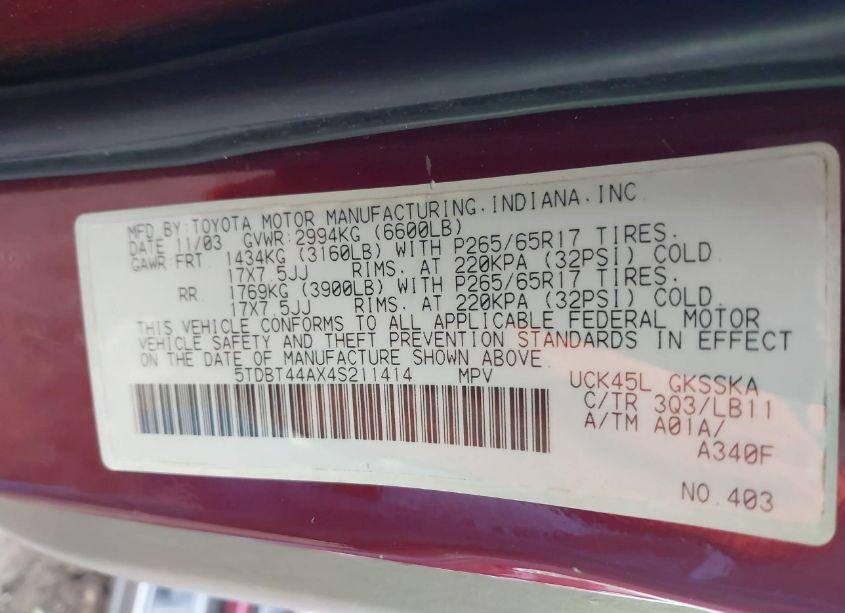 MFD.BY:TOYOTA MOTOR MANUFACTURING.INDIANA.INC.
DATE 11/03 GVWR:2994KG (6600LB)
GAWR:FRT 1434KG (3160LB) WITH P265/65R17 TIRES.
17X7.5JJ RIMS. AT 220KPA (32PSI) COLD
RR 1769KG (3900LB) WITH P265/65R17 TIRES.
17X7.5JJ RIMS. AT 220KPA (32PSI) COLD.
THIS VEHICLE CONFORMS TO ALL APPLICABLE FEDERAL MOTOR
VEHICLE SAFETY AND THEFT PREVENTION STANDARDS IN EFFECT
ON THE DATE OF MANUFACTURE SHOWN ABOVE.
5TDBT44AX4S211414 MPV UCK45L GKSSKA
C/TR 3Q3/LB11
A/TM A01A/
A340F
NO.403